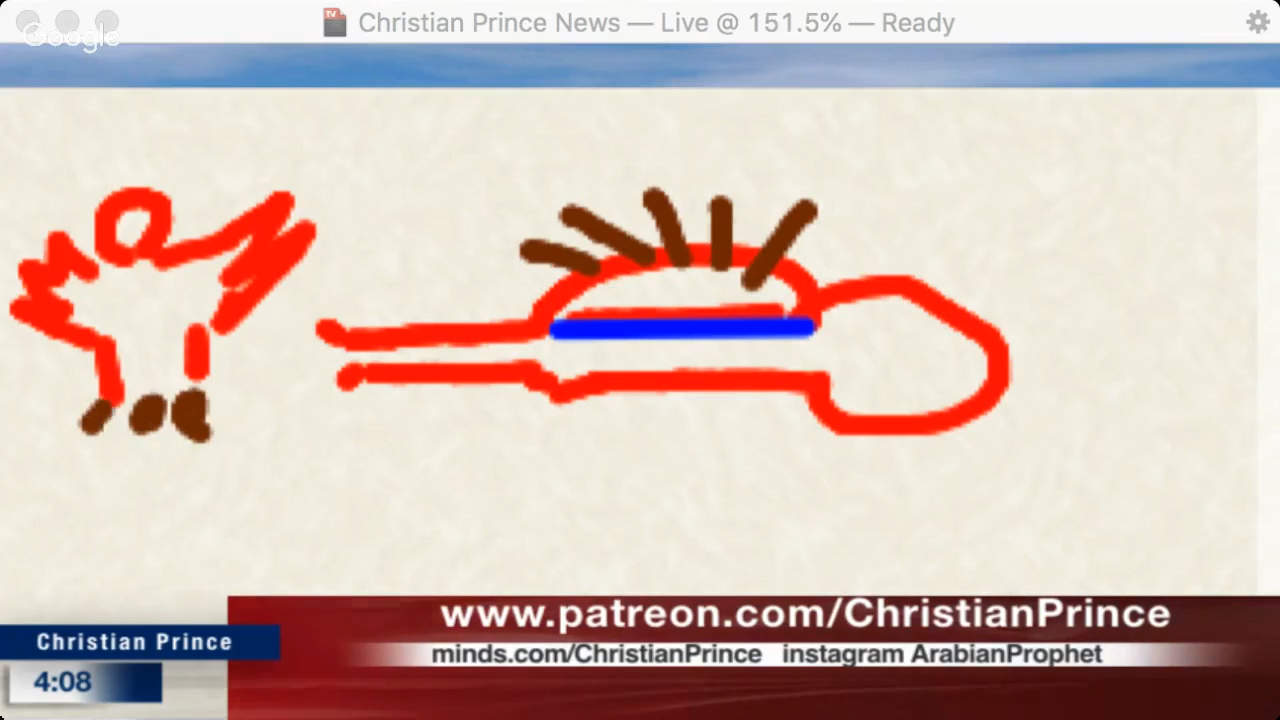 Christian Prince News — Live @ 151.5% — Ready
Google
TV
www.patreon.com/ChristianPrince
Christian Prince
minds.com/ChristianPrince instagram ArabianProphet
4:08